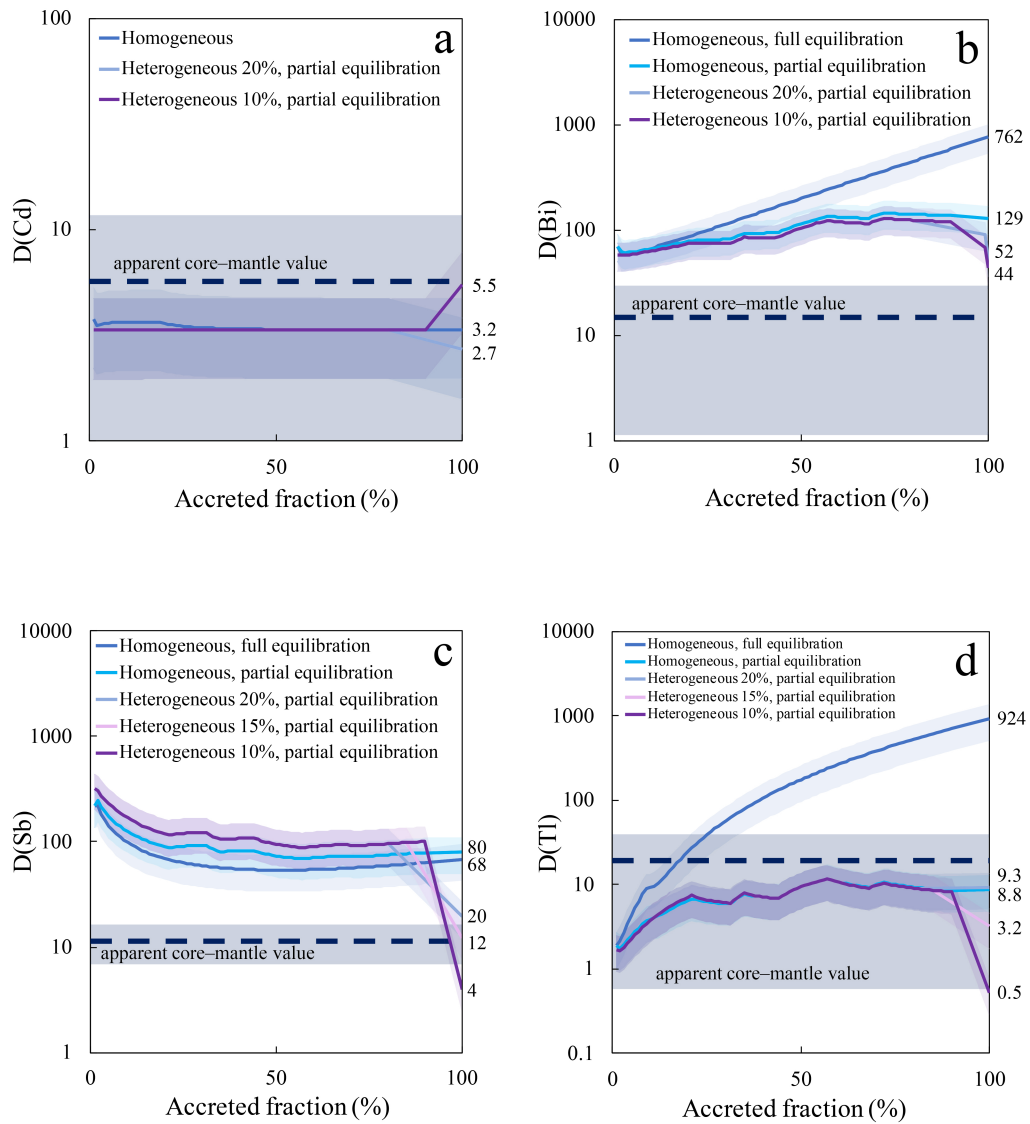 a
100
10
1
D(Cd)
Homogeneous
Heterogeneous 20%, partial equilibration
Heterogeneous 10%, partial equilibration
apparent core–mantle value
5.5
3.2
2.7
0
50
100
Accreted fraction (%)
b
10000
1000
100
10
1
D(Bi)
Homogeneous, full equilibration
Homogeneous, partial equilibration
Heterogeneous 20%, partial equilibration
Heterogeneous 10%, partial equilibration
apparent core–mantle value
762
129
52
44
0
50
100
Accreted fraction (%)
c
10000
1000
100
10
1
D(Sb)
Homogeneous, full equilibration
Homogeneous, partial equilibration
Heterogeneous 20%, partial equilibration
Heterogeneous 15%, partial equilibration
Heterogeneous 10%, partial equilibration
apparent core–mantle value
80
68
20
12
4
0
50
100
Accreted fraction (%)
d
10000
1000
100
10
1
0.1
D(Tl)
Homogeneous, full equilibration
Homogeneous, partial equilibration
Heterogeneous 20%, partial equilibration
Heterogeneous 15%, partial equilibration
Heterogeneous 10%, partial equilibration
apparent core–mantle value
924
9.3
8.8
3.2
0.5
0
50
100
Accreted fraction (%)